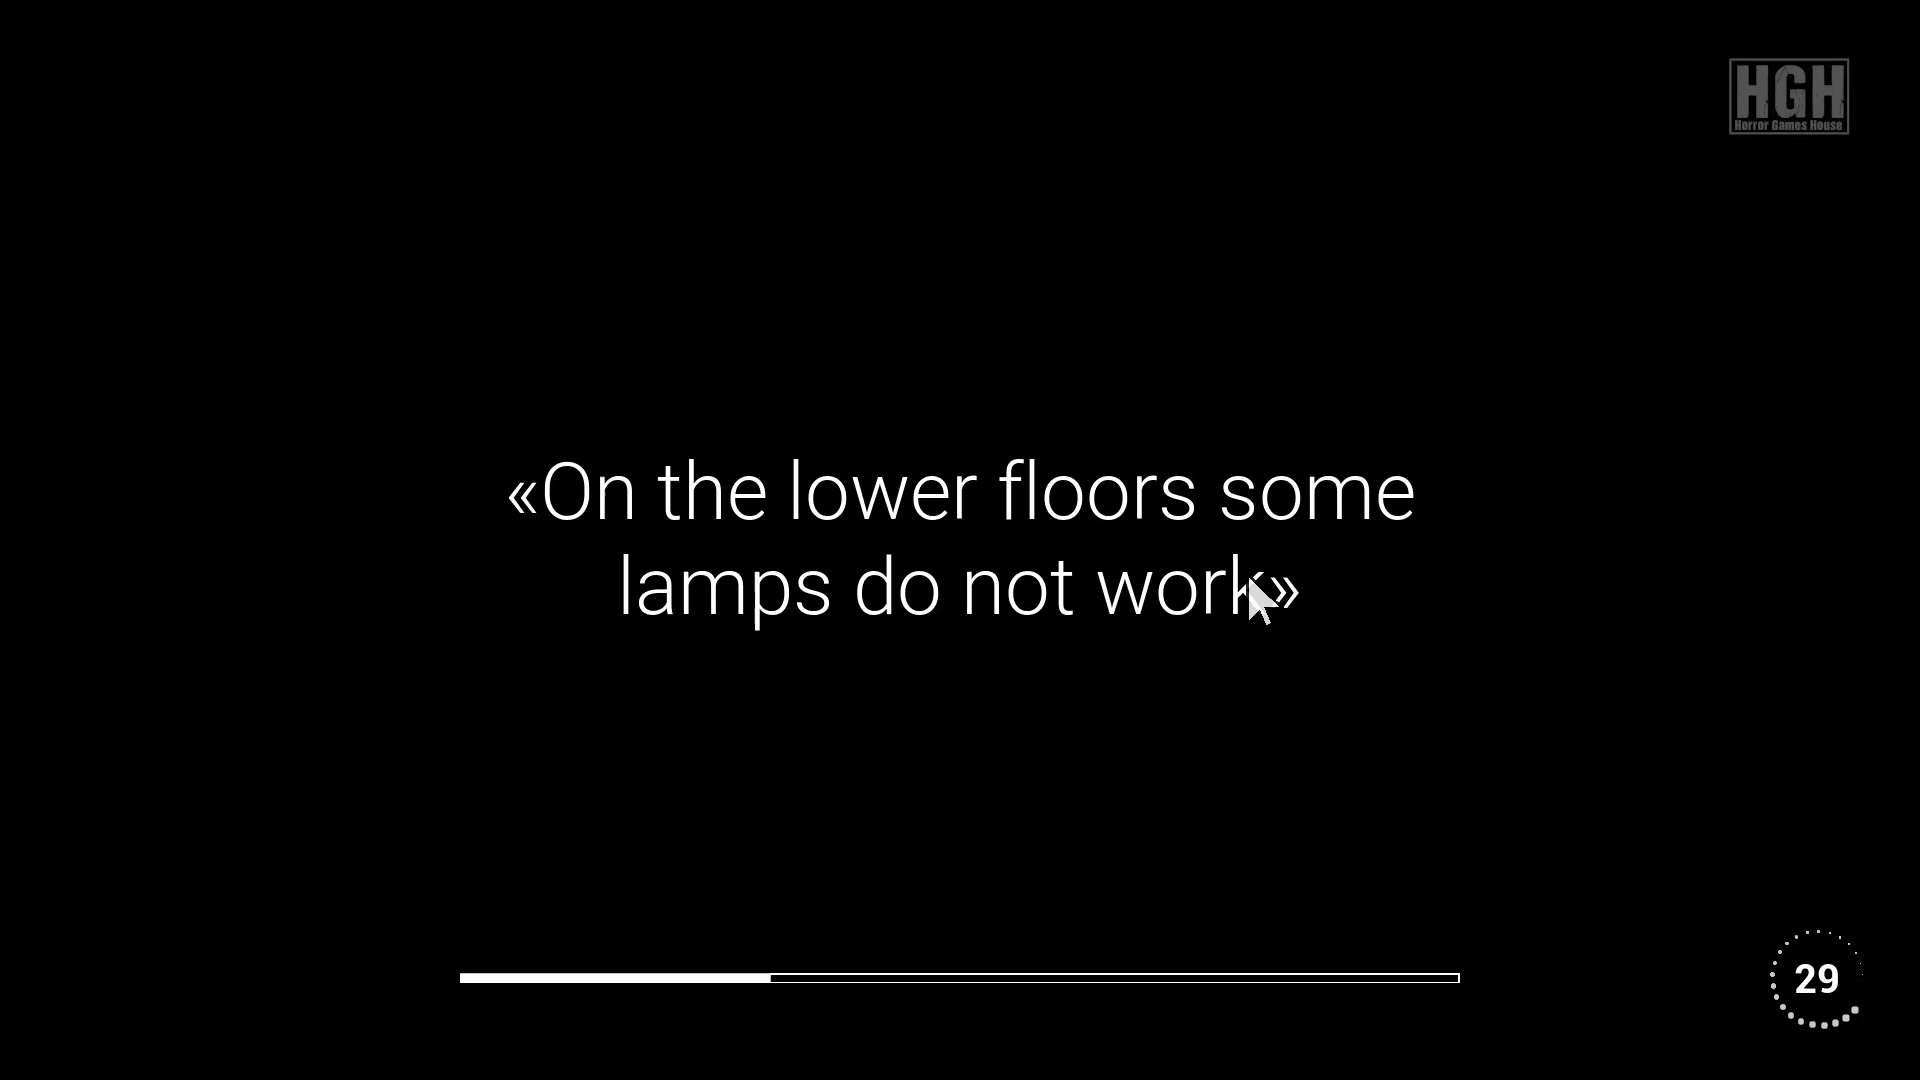 HGH
Horror Games House
«On the lower floors some
lamps do not work»
29